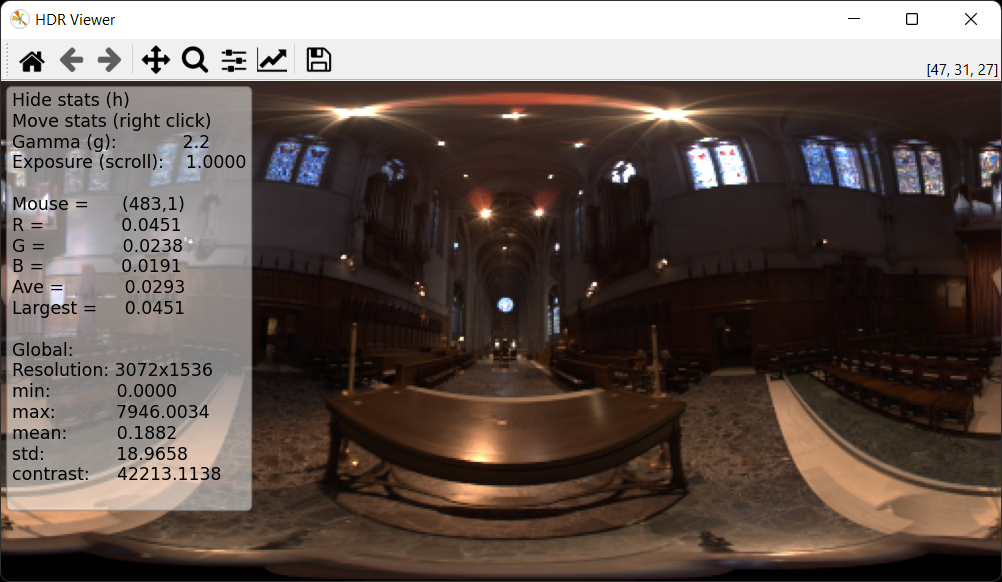 HDR Viewer
[47, 31, 27]
Hide stats (h)
Move stats (right click)
Gamma (g): 2.2
Exposure (scroll): 1.0000
Mouse = (483,1)
R = 0.0451
G = 0.0238
B = 0.0191
Ave = 0.0293
Largest = 0.0451
Global:
Resolution: 3072x1536
min: 0.0000
max: 7946.0034
mean: 0.1882
std: 18.9658
contrast: 42213.1138